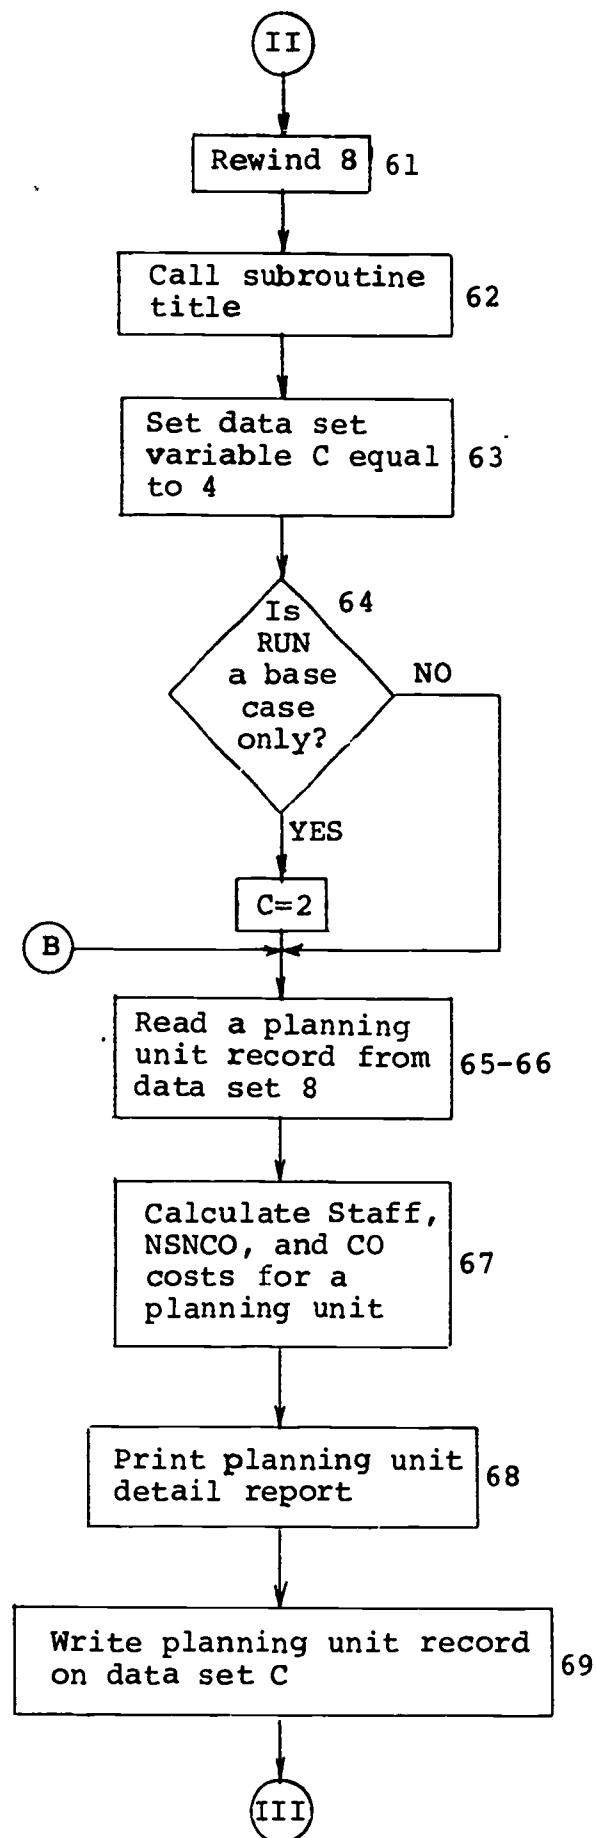 II
Rewind 8 61
Call subroutine
title
62
Set data set
variable C equal
to 4
63
64
Is
RUN
a base
case
only?
NO
YES
C=2
B
Read a planning
unit record from
data set 8
65-66
Calculate Staff,
NSNCO, and CO
costs for a
planning unit
67
Print planning unit
detail report
68
Write planning unit record
on data set C
69
III